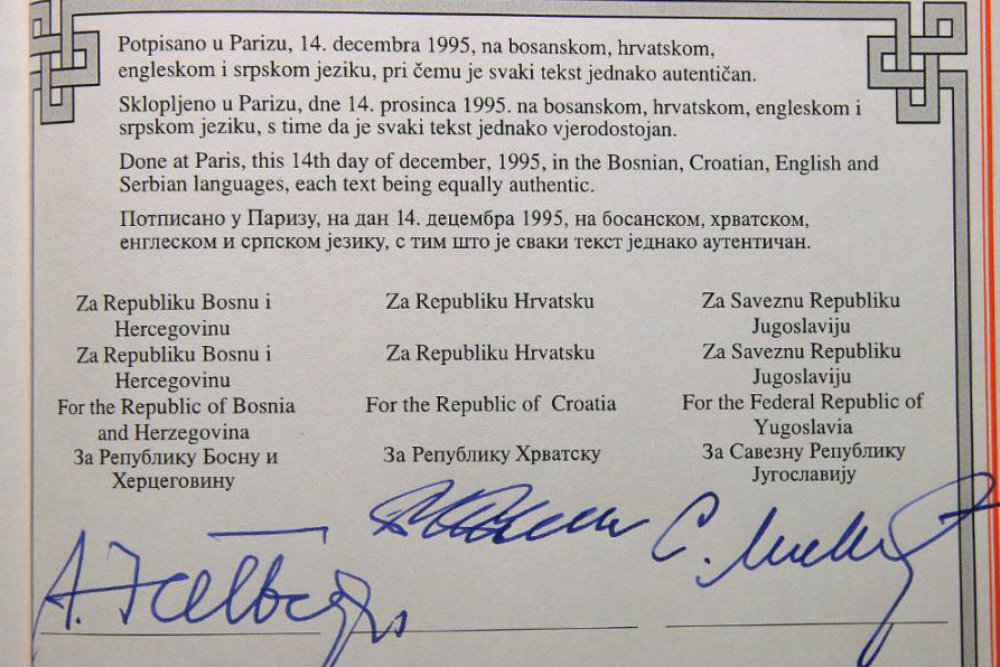 Potpisano u Parizu, 14. decembra 1995, na bosanskom, hrvatskom,
engleskom i srpskom jeziku, pri čemu je svaki tekst jednako autentičan.
Sklopljeno u Parizu, dne 14. prosinca 1995. na bosanskom, hrvatskom, engleskom i
srpskom jeziku, s time da je svaki tekst jednako vjerodostojan.
Done at Paris, this 14th day of december, 1995, in the Bosnian, Croatian, English and
Serbian languages, each text being equally authentic.
Потписано у Паризу, на дан 14. децембра 1995, на босанском, хрватском,
енглеском и српском језику, с тим што је сваки текст једнако аутентичан.
Za Republiku Bosnu i
Hercegovinu
Za Republiku Bosnu i
Hercegovinu
For the Republic of Bosnia
and Herzegovina
За Републику Босну и
Херцеговину
Za Republiku Hrvatsku
Za Republiku Hrvatsku
For the Republic of Croatia
За Републику Хрватску
Za Saveznu Republiku
Jugoslaviju
Za Saveznu Republiku
Jugoslaviju
For the Federal Republic of
Yugoslavia
За Савезну Републику
Југославију